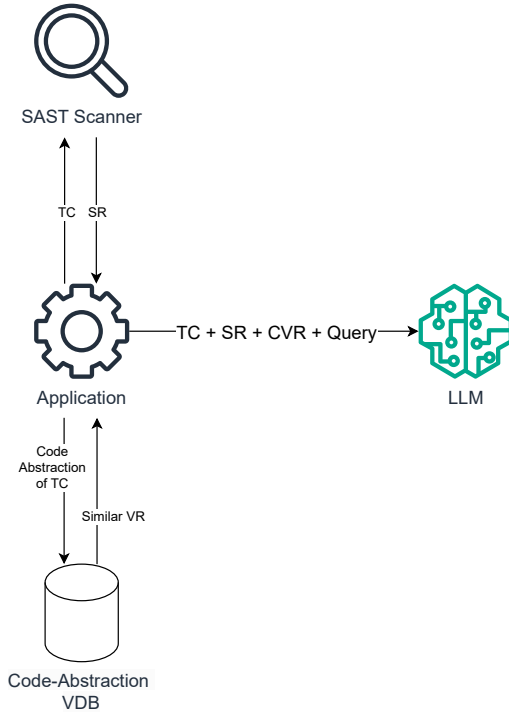 SAST Scanner
TC
SR
TC + SR + CVR + Query
Application
LLM
Code
Abstraction
of TC
Similar VR
Code-Abstraction
VDB